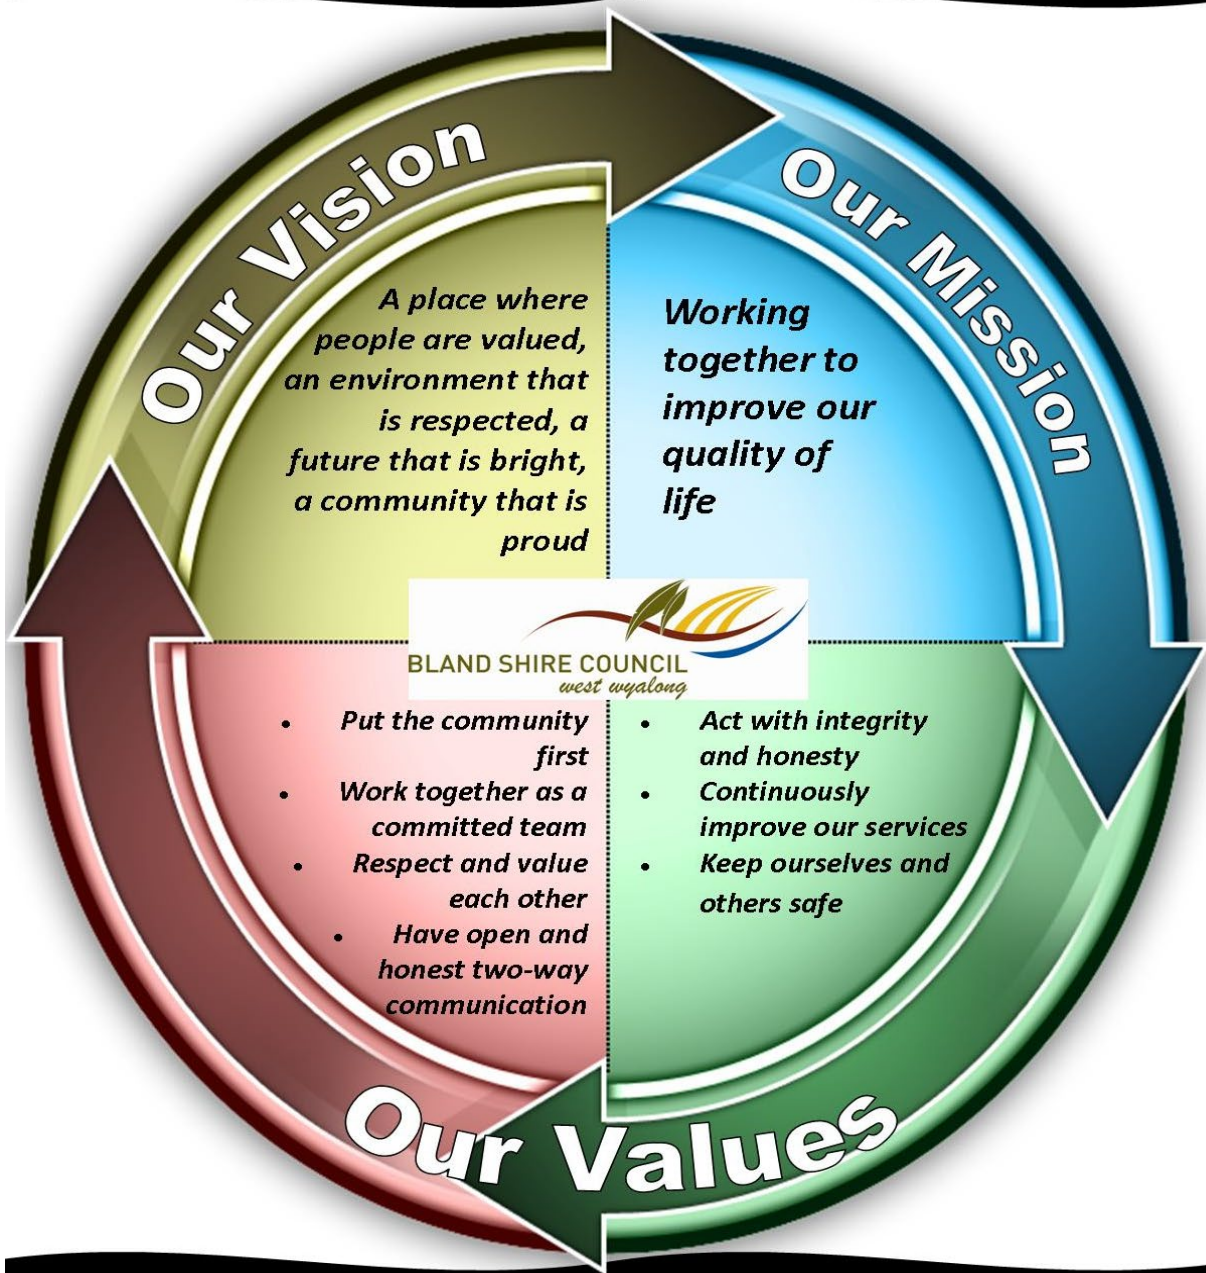 Our Vision
A place where
people are valued,
an environment that
is respected, a
future that is bright,
a community that is
proud
Our Mission
Working
together to
improve our
quality of
life
BLAND SHIRE COUNCIL
west wyalong
• Put the community
first
• Work together as a
committed team
• Respect and value
each other
• Have open and
honest two-way
communication
• Act with integrity
and honesty
• Continuously
improve our services
• Keep ourselves and
others safe
Our Values